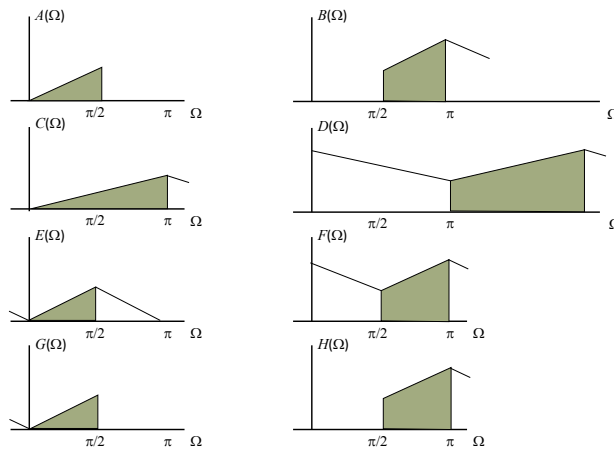 A(Ω)
B(Ω)
π/2 π Ω
π/2 π Ω
C(Ω)
D(Ω)
π/2 π Ω
π/2 π Ω
E(Ω)
F(Ω)
π/2 π Ω
π/2 π Ω
G(Ω)
H(Ω)
π/2 π Ω
π/2 π Ω